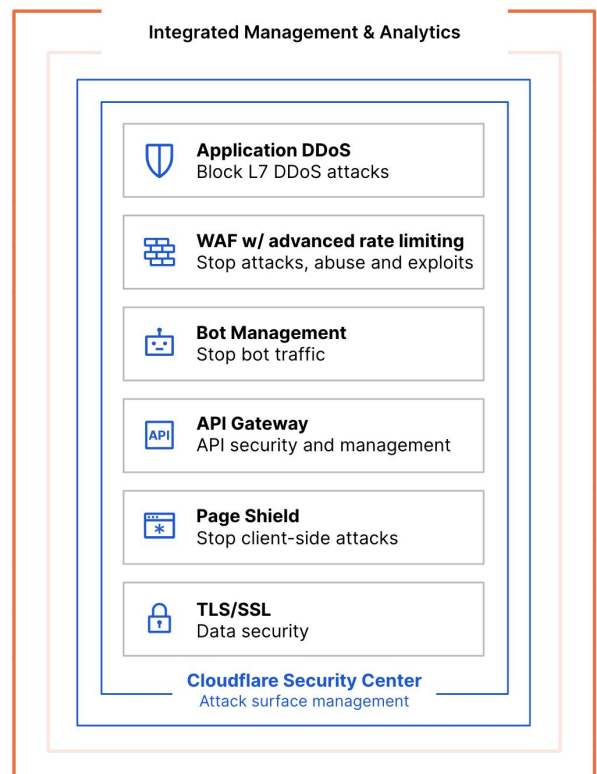 Integrated Management & Analytics
Application DDoS
Block L7 DDoS attacks
WAF w/ advanced rate limiting
Stop attacks, abuse and exploits
Bot Management
Stop bot traffic
API
API Gateway
API security and management
Page Shield
Stop client-side attacks
TLS/SSL
Data security
Cloudflare Security Center
Attack surface management